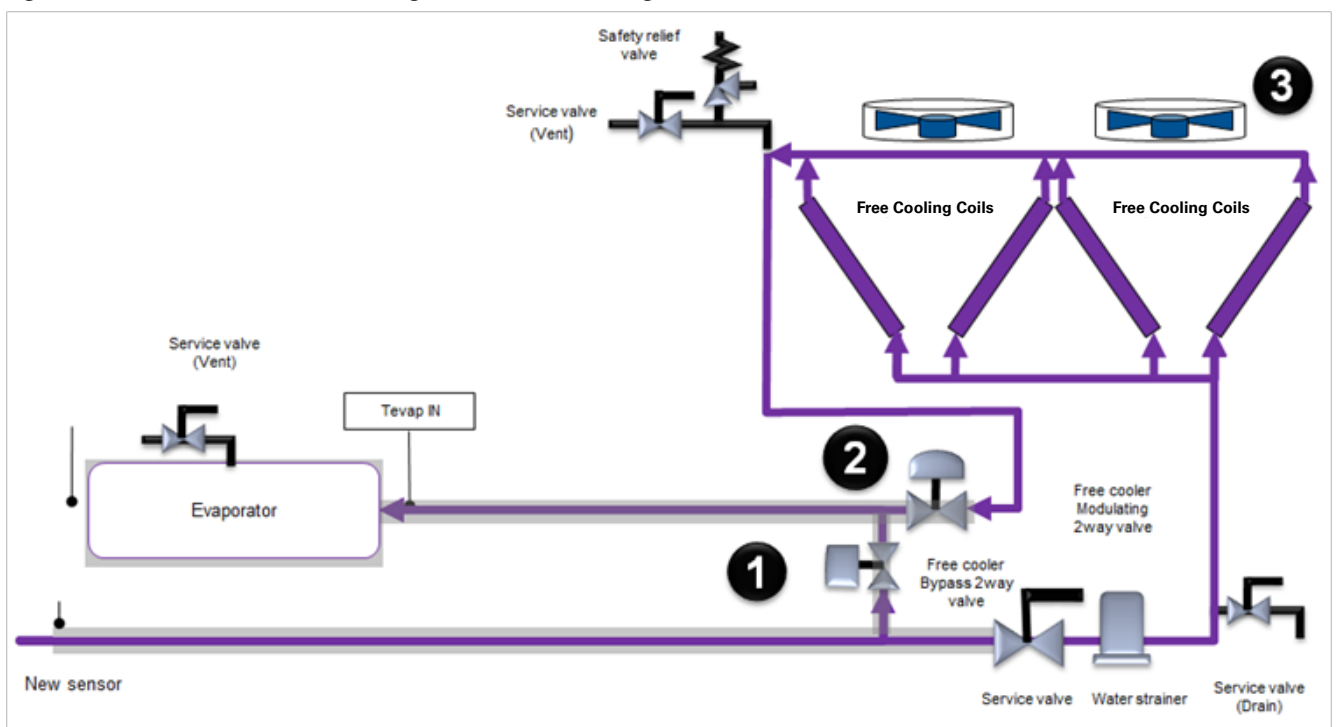 Safety relief
valve
3
Service valve
(Vent)
Free Cooling Coils
Free Cooling Coils
Service valve
(Vent)
Tevap IN
2
Evaporator
Free cooler
Modulating
2way valve
1
Free cooler
Bypass 2way
valve
New sensor
Service valve
Water strainer
Service valve
(Drain)